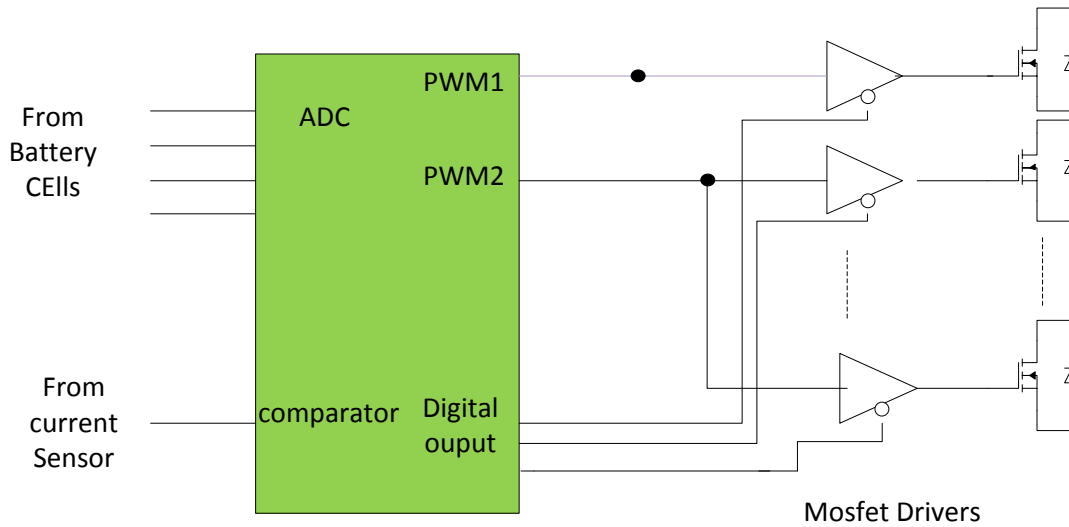 From
Battery
CElls
ADC
PWM1
PWM2
From
current
Sensor
comparator
Digital
ouput
Mosfet Drivers